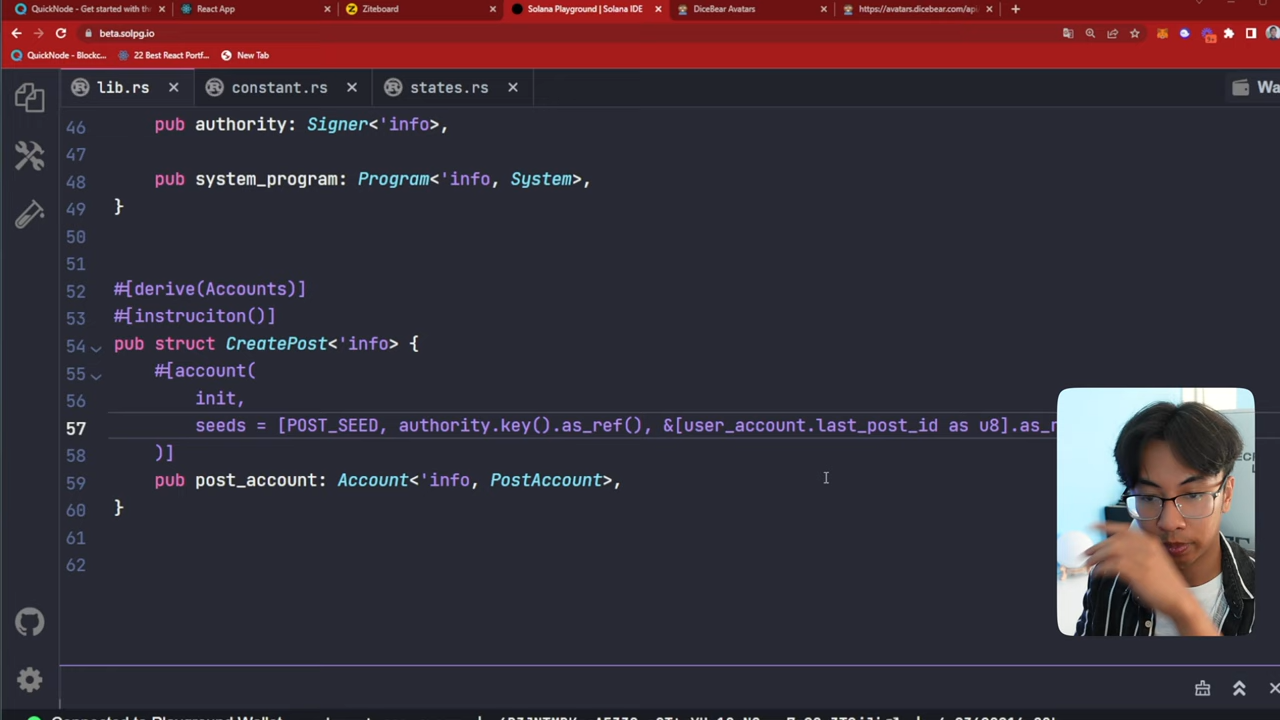 QuickNode - Get started with th
React App
Ziteboard
Solana Playground | Solana IDE
DiceBear Avatars
https://avatars.dicebear.com/api
beta.solpg.io
QuickNode - Blockc...
22 Best React Portf...
New Tab
lib.rs
constant.rs
states.rs
Wa
46 pub authority: Signer<'info>,
47
48 pub system_program: Program<'info, System>,
49 }
50
51
52 #[derive(Accounts)]
53 #[instruciton()]
54 pub struct CreatePost<'info> {
55 #[account(
56 init,
57 seeds = [POST_SEED, authority.key().as_ref(), &[user_account.last_post_id as u8].as_r
58 )]
59 pub post_account: Account<'info, PostAccount>,
60 }
61
62